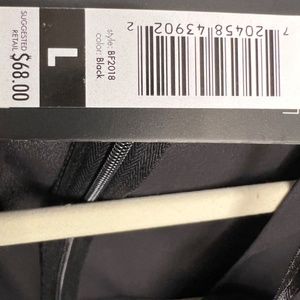 SUGGESTED
RETAIL
$68.00
L
style: BF2018
color: Black
7 20458 43902 2